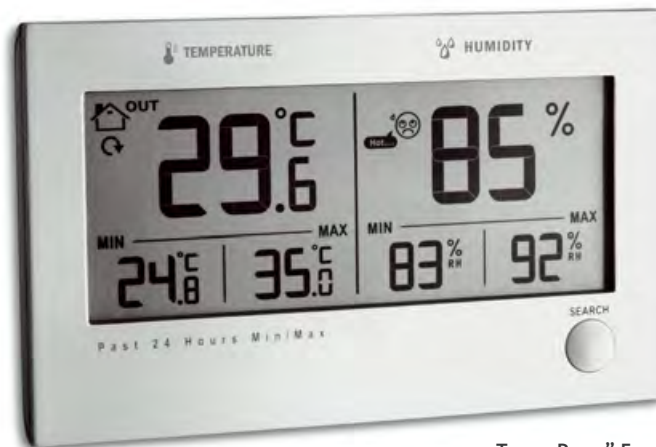 TEMPERATURE
HUMIDITY
OUT
29.6 °C
Hot...
85 %
MIN MAX
24.8 °C 35.0 °C
MIN MAX
83 % RH 92 % RH
Past 24 Hours Min/Max
SEARCH